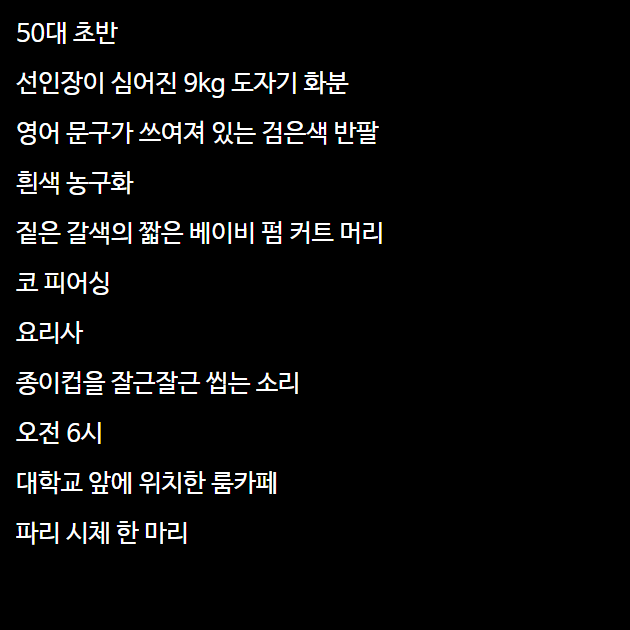 50대 초반
선인장이 심어진 9kg 도자기 화분
영어 문구가 쓰여져 있는 검은색 반팔
흰색 농구화
짙은 갈색의 짧은 베이비 펌 커트 머리
코 피어싱
요리사
종이컵을 잘근잘근 씹는 소리
오전 6시
대학교 앞에 위치한 룸카페
파리 시체 한 마리